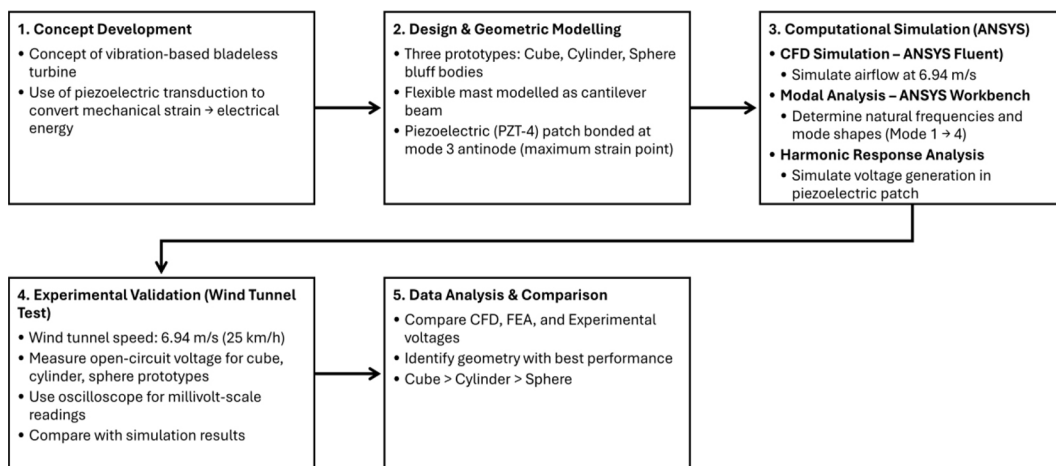 1. Concept Development
• Concept of vibration-based bladeless
turbine
• Use of piezoelectric transduction to
convert mechanical strain → electrical
energy
2. Design & Geometric Modelling
• Three prototypes: Cube, Cylinder, Sphere
bluff bodies
• Flexible mast modelled as cantilever
beam
• Piezoelectric (PZT-4) patch bonded at
mode 3 antinode (maximum strain point)
3. Computational Simulation (ANSYS)
• CFD Simulation – ANSYS Fluent)
• Simulate airflow at 6.94 m/s
• Modal Analysis – ANSYS Workbench
• Determine natural frequencies and
mode shapes (Mode 1 → 4)
• Harmonic Response Analysis
• Simulate voltage generation in
piezoelectric patch
4. Experimental Validation (Wind Tunnel
Test)
• Wind tunnel speed: 6.94 m/s (25 km/h)
• Measure open-circuit voltage for cube,
cylinder, sphere prototypes
• Use oscilloscope for millivolt-scale
readings
• Compare with simulation results
5. Data Analysis & Comparison
• Compare CFD, FEA, and Experimental
voltages
• Identify geometry with best performance
• Cube > Cylinder > Sphere